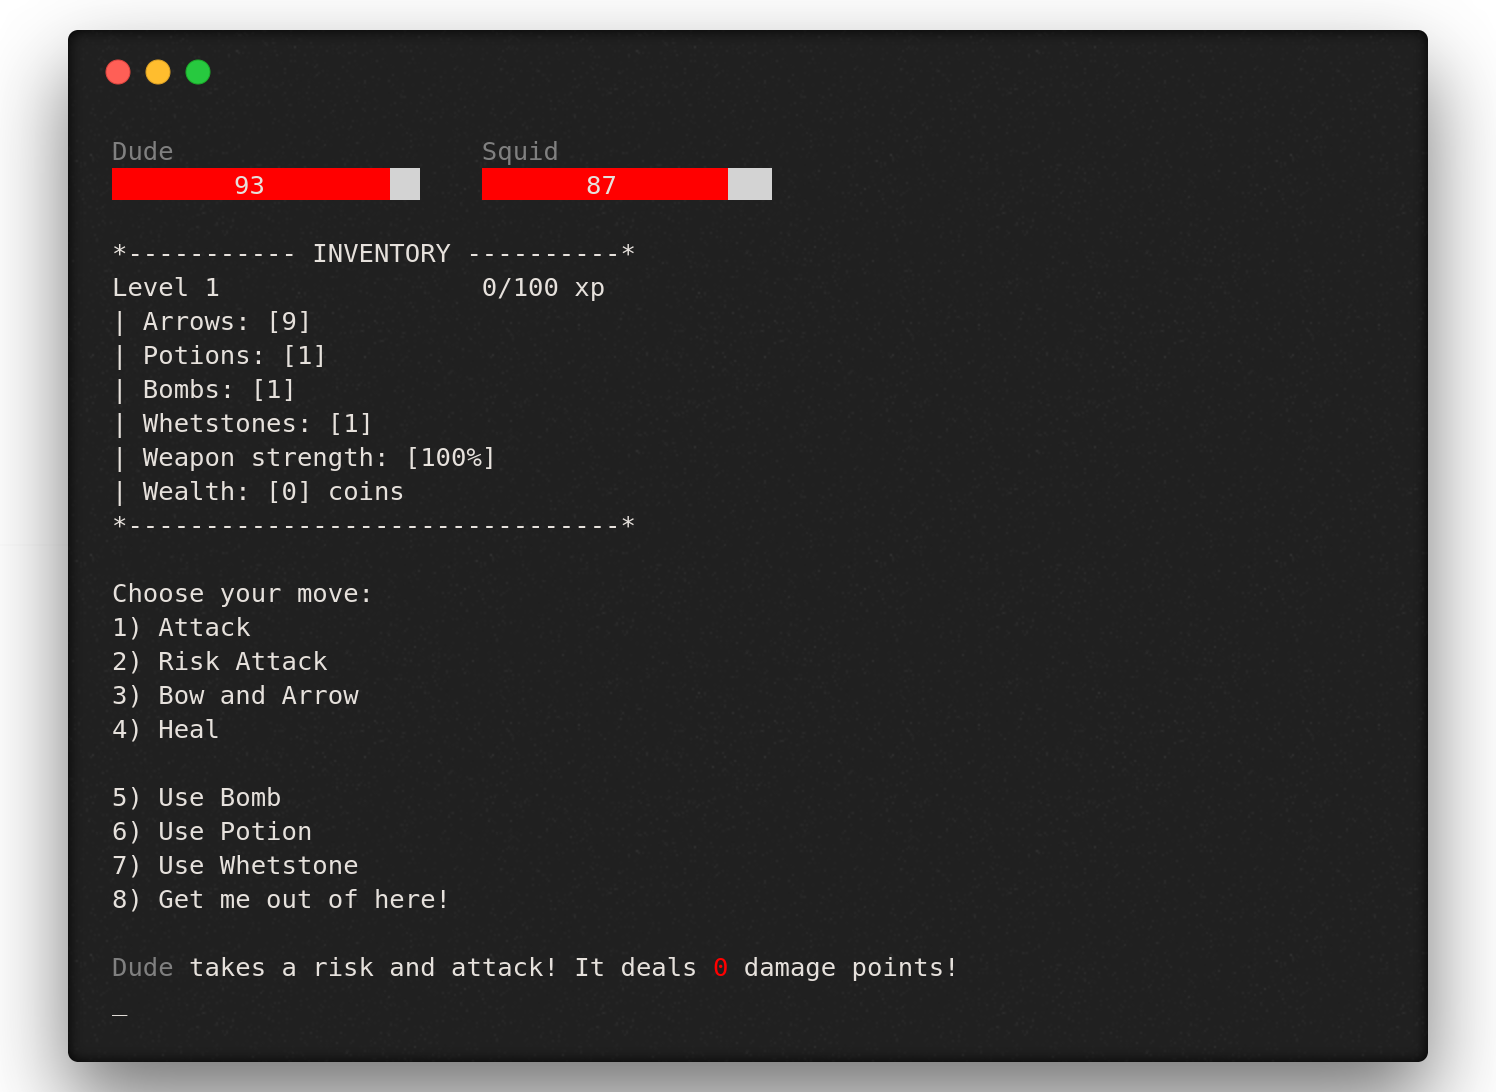 Dude Squid
93 87
*----------- INVENTORY ----------*
Level 1 0/100 xp
| Arrows: [9]
| Potions: [1]
| Bombs: [1]
| Whetstones: [1]
| Weapon strength: [100%]
| Wealth: [0] coins
*--------------------------------*
Choose your move:
1) Attack
2) Risk Attack
3) Bow and Arrow
4) Heal
5) Use Bomb
6) Use Potion
7) Use Whetstone
8) Get me out of here!
Dude takes a risk and attack! It deals 0 damage points!
_